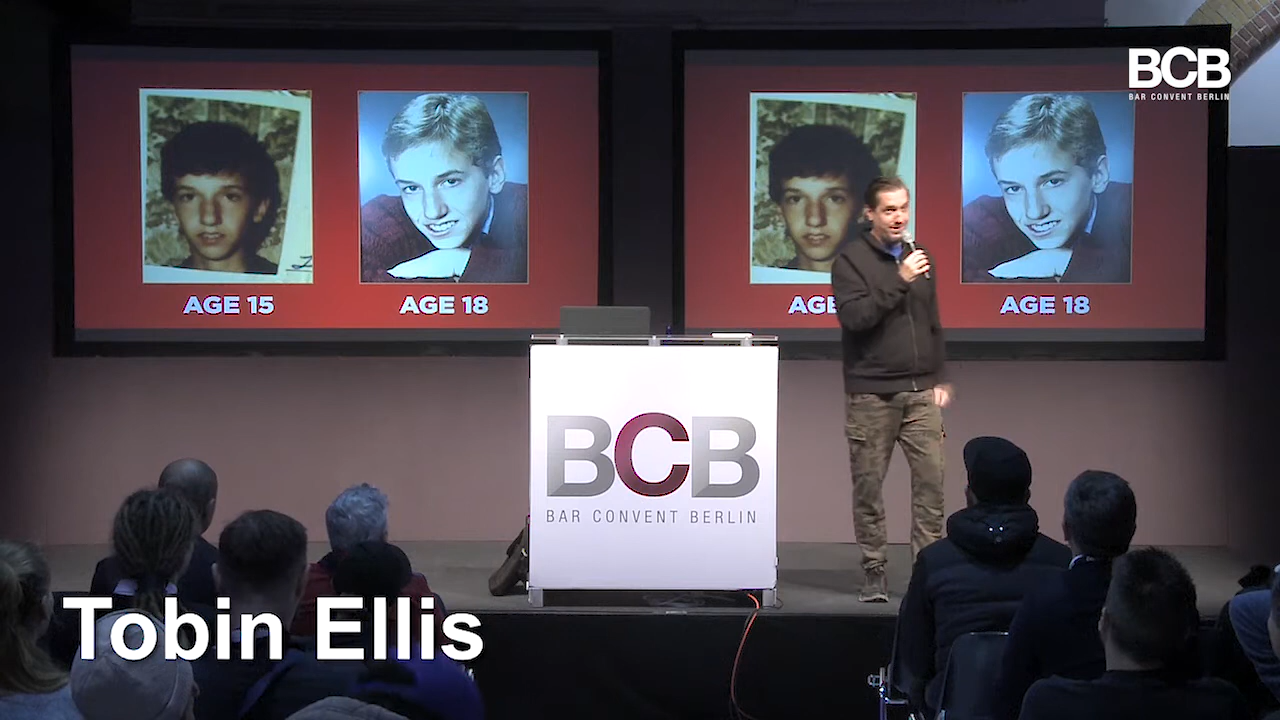 BCB
BAR CONVENT BERLIN
AGE 15
AGE 18
AGE
AGE 18
BCB
BAR CONVENT BERLIN
Tobin Ellis